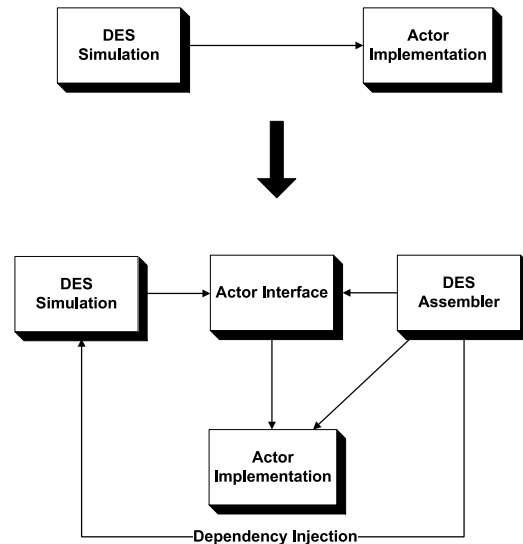 DES
Simulation
Actor
Implementation
DES
Simulation
Actor Interface
DES
Assembler
Actor
Implementation
Dependency Injection